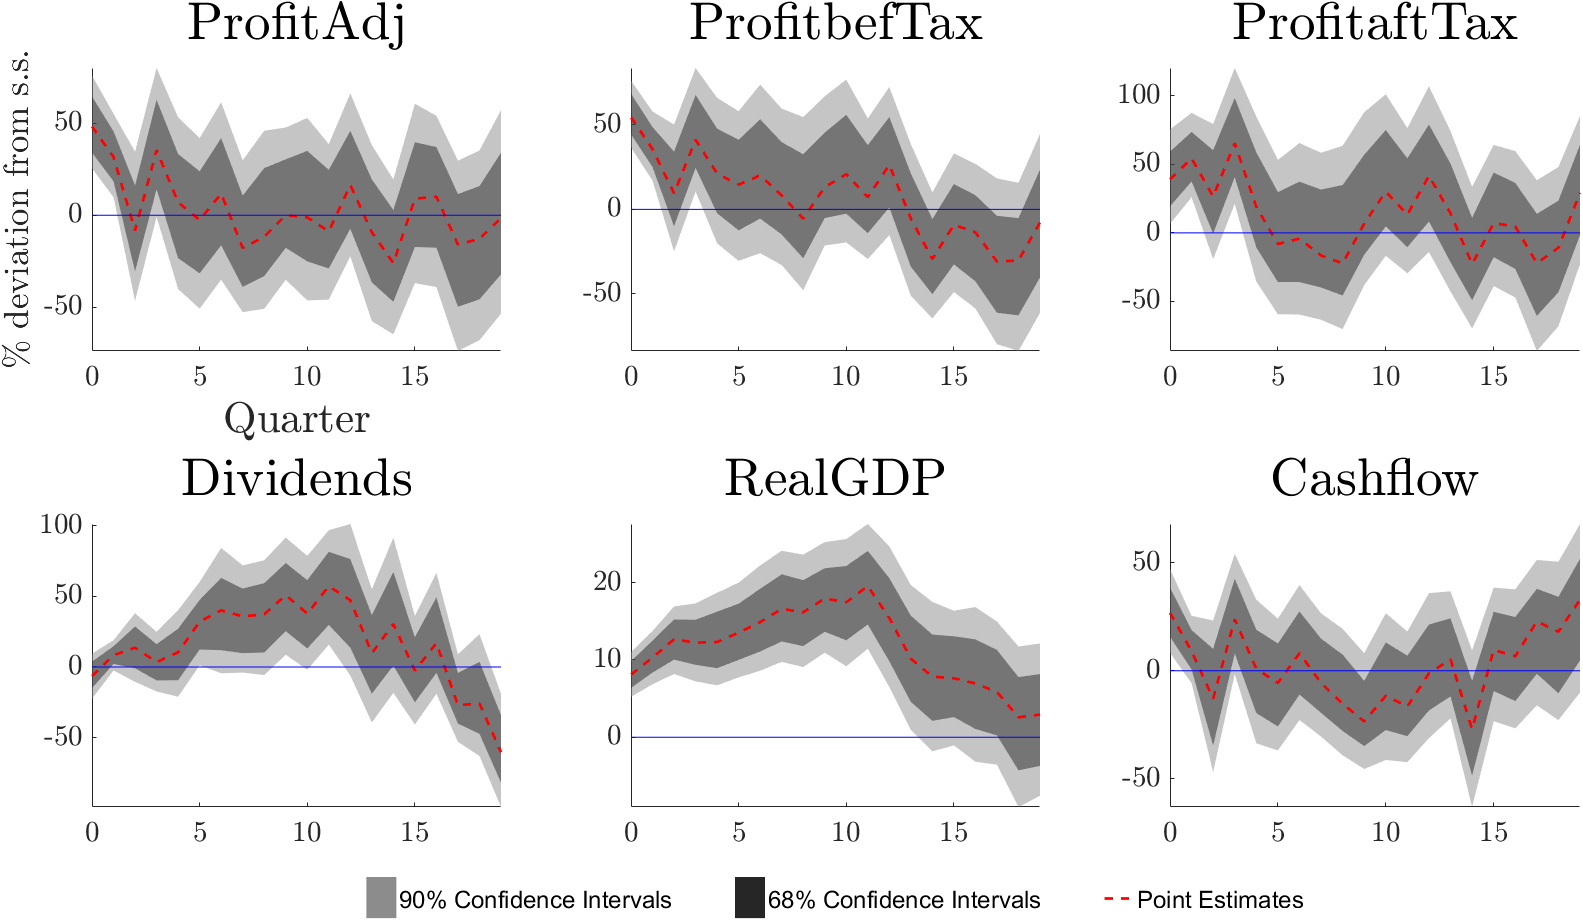 ProfitAdj
ProfitbefTax
ProfitaftTax
% deviation from s.s.
50
0
-50
0 5 10 15
50
0
-50
0 5 10 15
100
50
0
-50
0 5 10 15
Quarter
Dividends
RealGDP
Cashflow
100
50
0
-50
0 5 10 15
20
10
0
0 5 10 15
50
0
-50
0 5 10 15
90% Confidence Intervals
68% Confidence Intervals
Point Estimates